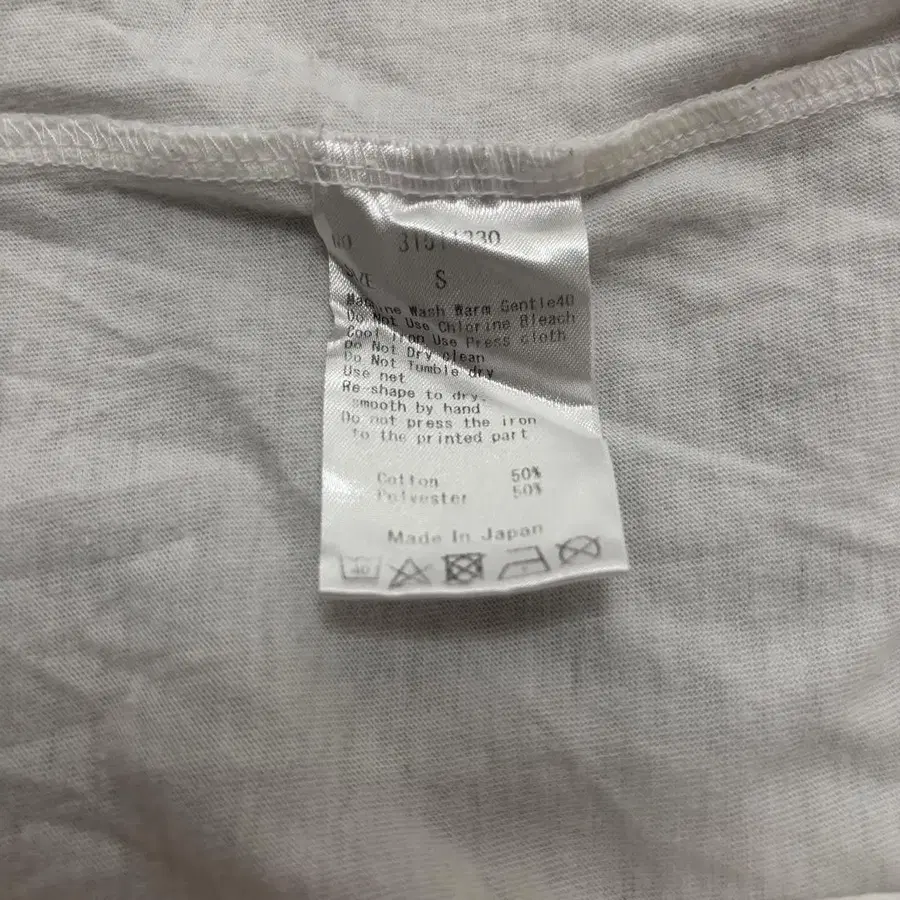 NO
S
Machine Wash Warm Gentle40
Do Not Use Chlorine Bleach
Cool Iron Use Press cloth
Do Not Dry clean
Do Not Tumble dry
Use net
Re-shape to dry.
smooth by hand
Do not press the iron
to the printed part
Cotton 50%
Polyester 50%
Made In Japan
40